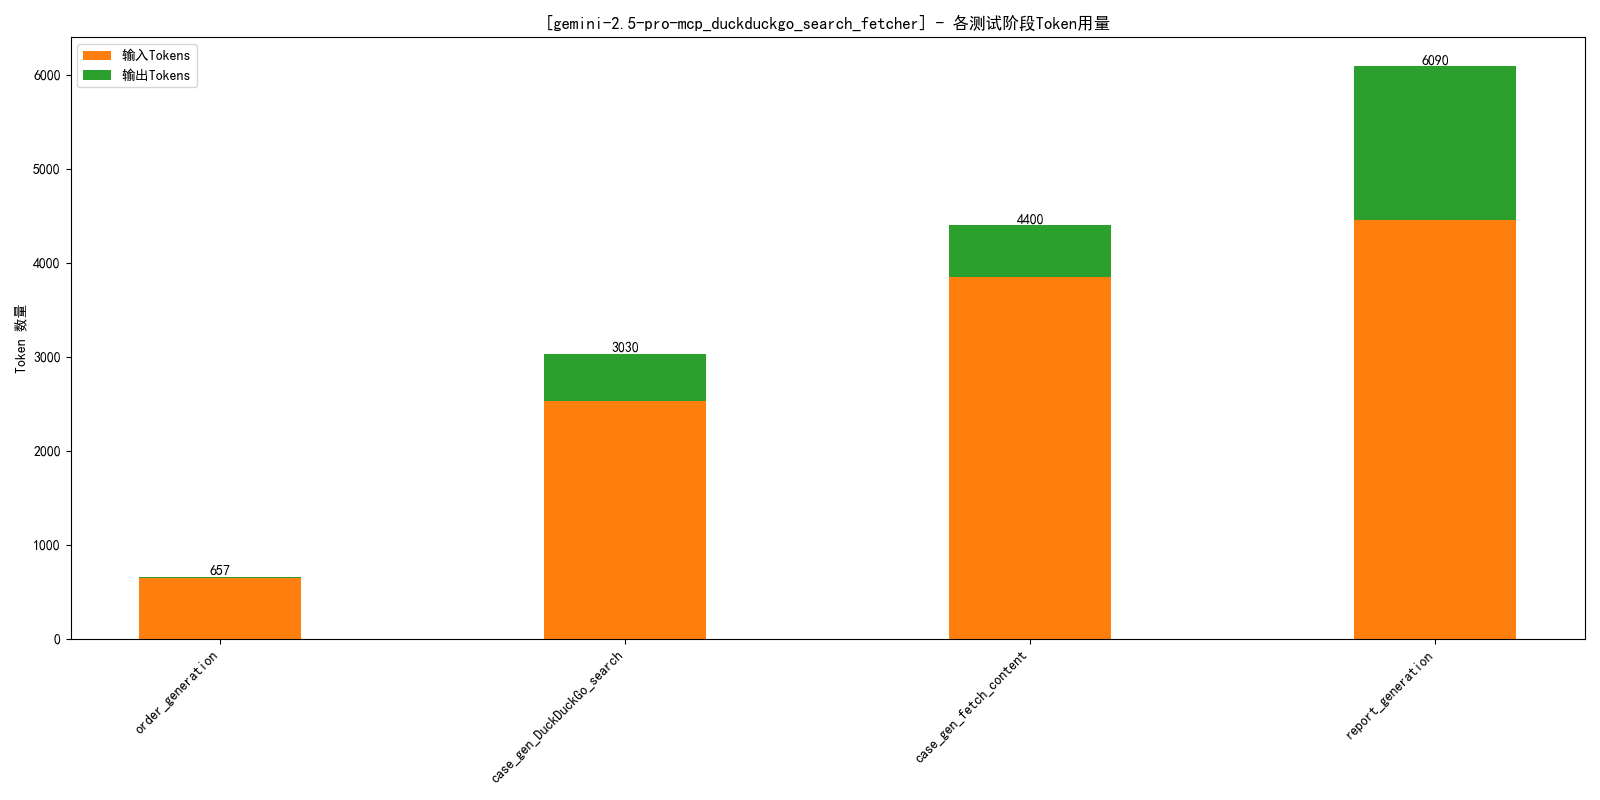 [gemini-2.5-pro-mcp_duckduckgo_search_fetcher] - 各测试阶段Token用量
输入Tokens
输出Tokens
Token 数量
6000
5000
4000
3000
2000
1000
0
657
3030
4400
6090
order_generation
case_gen_DuckDuckGo_search
case_gen_fetch_content
report_generation